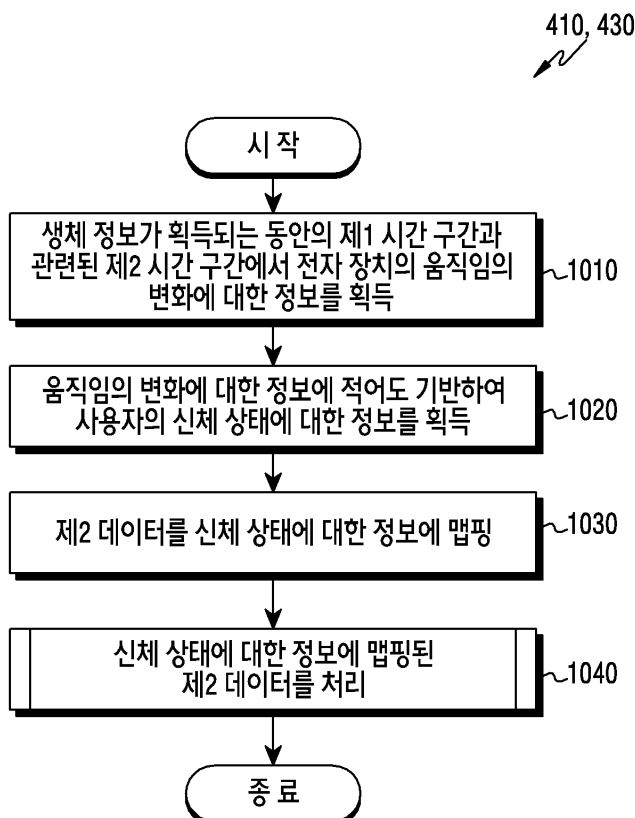 410, 430
시 작
생체 정보가 획득되는 동안의 제1 시간 구간과
관련된 제2 시간 구간에서 전자 장치의 움직임의
변화에 대한 정보를 획득
1010
움직임의 변화에 대한 정보에 적어도 기반하여
사용자의 신체 상태에 대한 정보를 획득
1020
제2 데이터를 신체 상태에 대한 정보에 맵핑
1030
신체 상태에 대한 정보에 맵핑된
제2 데이터를 처리
1040
종 료